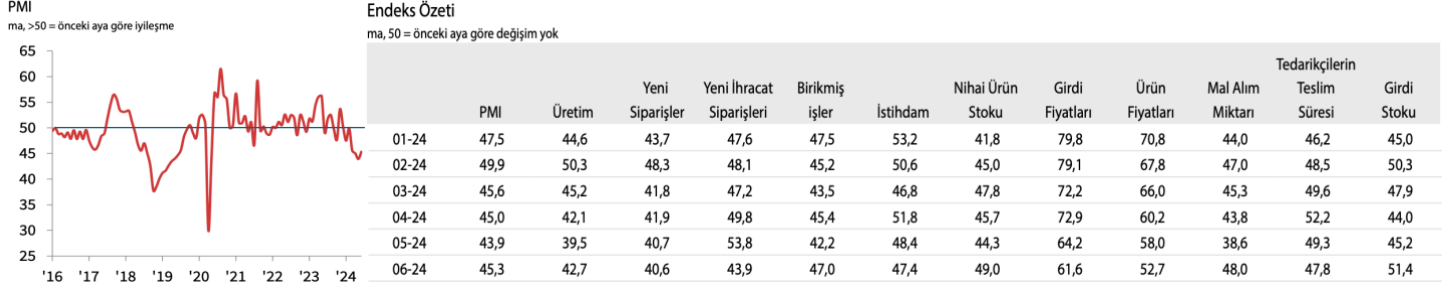 PMI
ma, >50 = önceki aya göre iyileşme
65
60
55
50
45
40
35
30
25
'16 '17 '18 '19 '20 '21 '22 '23 '24
Endeks Özeti
ma, 50 = önceki aya göre değişim yok
PMI Üretim Yeni Siparişler Yeni İhracat Siparişleri Birikmiş işler İstihdam Nihai Ürün Stoku Girdi Fiyatları Ürün Fiyatları Mal Alım Miktarı Tedarikçilerin Teslim Süresi Girdi Stoku
01-24 47,5 44,6 43,7 47,6 47,5 53,2 41,8 79,8 70,8 44,0 46,2 45,0
02-24 49,9 50,3 48,3 48,1 45,2 50,6 45,0 79,1 67,8 47,0 48,5 50,3
03-24 45,6 45,2 41,8 47,2 43,5 46,8 47,8 72,2 66,0 45,3 49,6 47,9
04-24 45,0 42,1 41,9 49,8 45,4 51,8 45,7 72,9 60,2 43,8 52,2 44,0
05-24 43,9 39,5 40,7 53,8 42,2 48,4 44,3 64,2 58,0 38,6 49,3 45,2
06-24 45,3 42,7 40,6 43,9 47,0 47,4 49,0 61,6 52,7 48,0 47,8 51,4